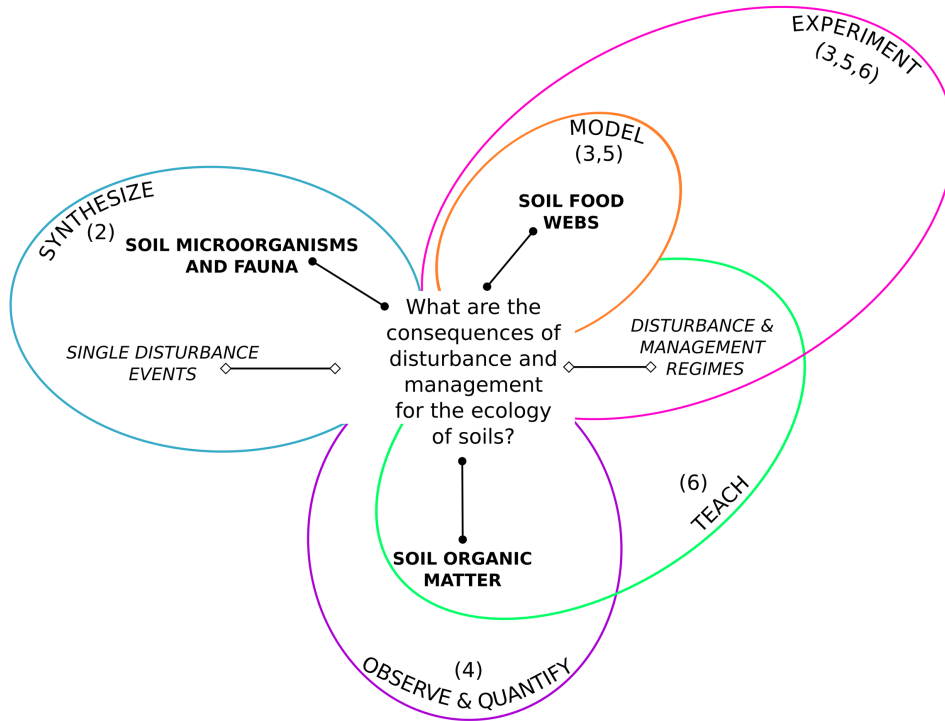 EXPERIMENT
(3,5,6)
MODEL
(3,5)
SYNTHESIZE
(2)
SOIL FOOD
WEBS
SOIL MICROORGANISMS
AND FAUNA
What are the
consequences of
disturbance and
management
for the ecology
of soils?
SINGLE DISTURBANCE
EVENTS
DISTURBANCE &
MANAGEMENT
REGIMES
(6)
TEACH
SOIL ORGANIC
MATTER
(4)
OBSERVE & QUANTIFY